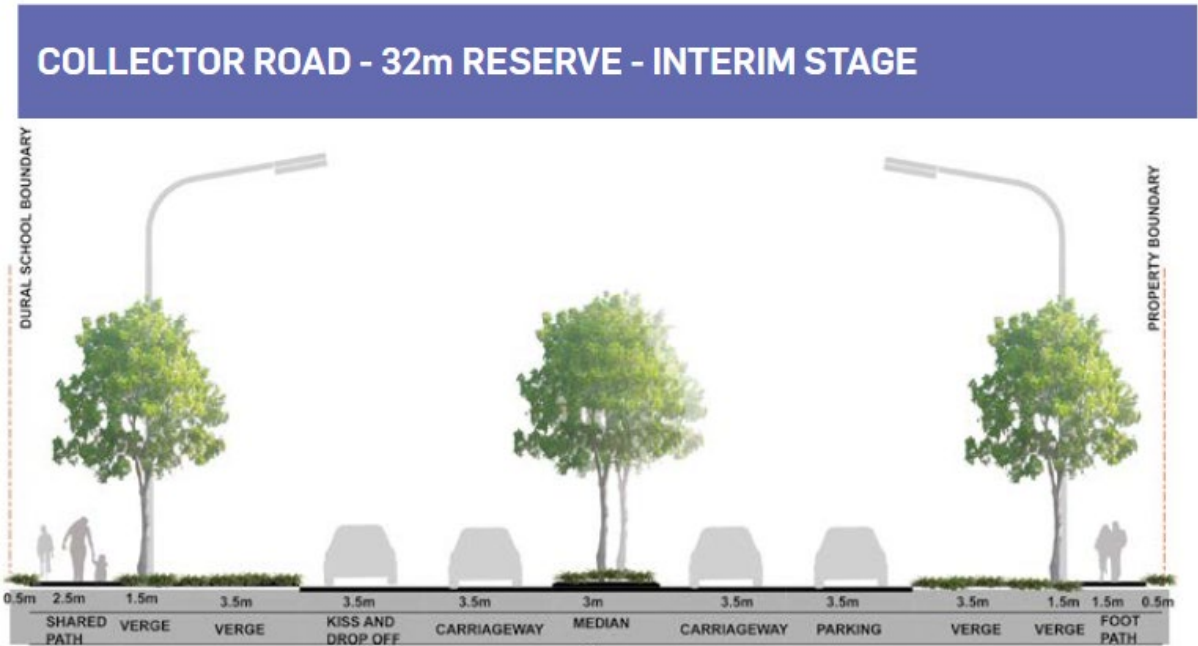 COLLECTOR ROAD - 32m RESERVE - INTERIM STAGE
DURAL SCHOOL BOUNDARY
PROPERTY BOUNDARY
0.5m 2.5m 1.5m 3.5m 3.5m 3.5m 3m 3.5m 3.5m 3.5m 1.5m 1.5m 0.5m
SHARED PATH VERGE VERGE KISS AND DROP OFF CARRIAGEWAY MEDIAN CARRIAGEWAY PARKING VERGE VERGE FOOT PATH